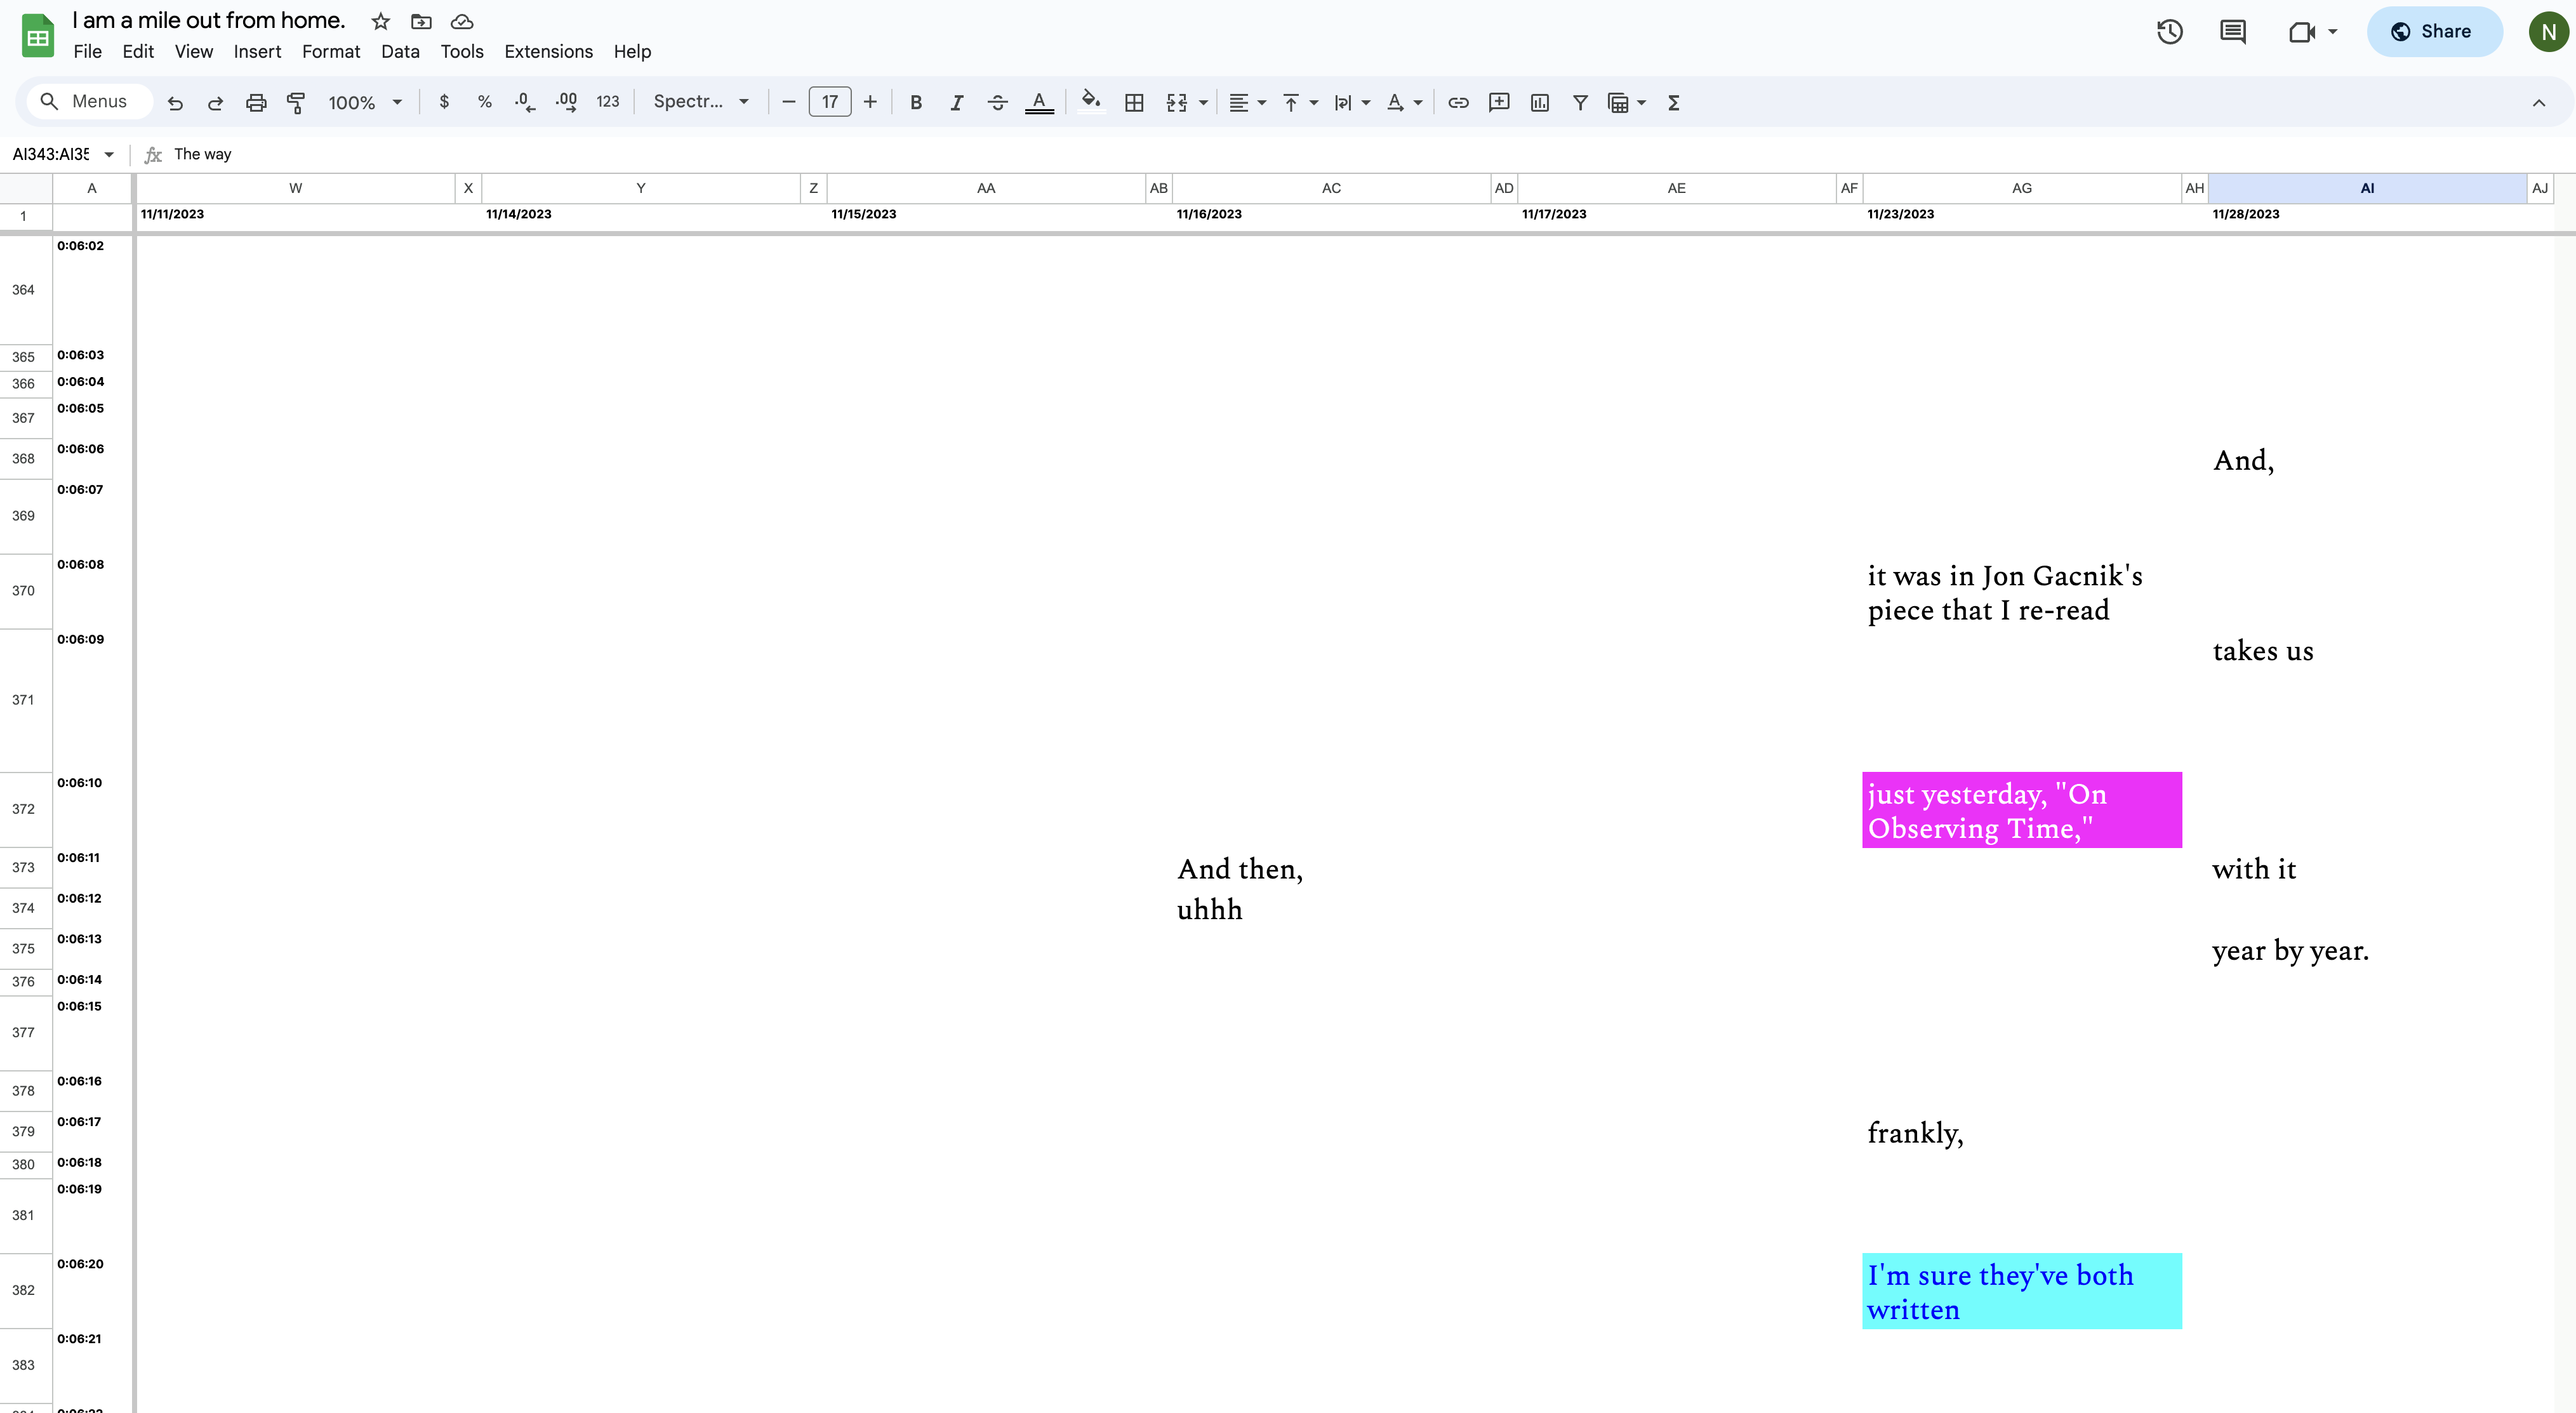 I am a mile out from home.
File Edit View Insert Format Data Tools Extensions Help
Share
N
Menus
100%
$ % .0 .00 123
Spectr...
17
B I A A Σ
AI343:AI35
fx The way
A W X Y Z AA AB AC AD AE AF AG AH AI AJ
1 11/11/2023 11/14/2023 11/15/2023 11/16/2023 11/17/2023 11/23/2023 11/28/2023
364 0:06:02
365 0:06:03
366 0:06:04
367 0:06:05
368 0:06:06 And,
369 0:06:07
370 0:06:08 it was in Jon Gacnik's
piece that I re-read
371 0:06:09 takes us
372 0:06:10 just yesterday, "On
Observing Time,"
373 0:06:11 And then, with it
374 0:06:12 uhhh
375 0:06:13 year by year.
376 0:06:14
377 0:06:15
378 0:06:16
379 0:06:17 frankly,
380 0:06:18
381 0:06:19
382 0:06:20 I'm sure they've both
written
383 0:06:21